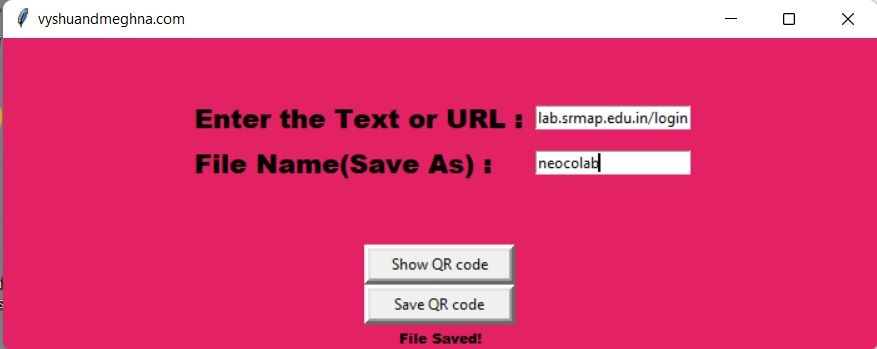 vyshuandmeghna.com
Enter the Text or URL : lab.srmap.edu.in/login
File Name(Save As) : neocolab
Show QR code
Save QR code
File Saved!